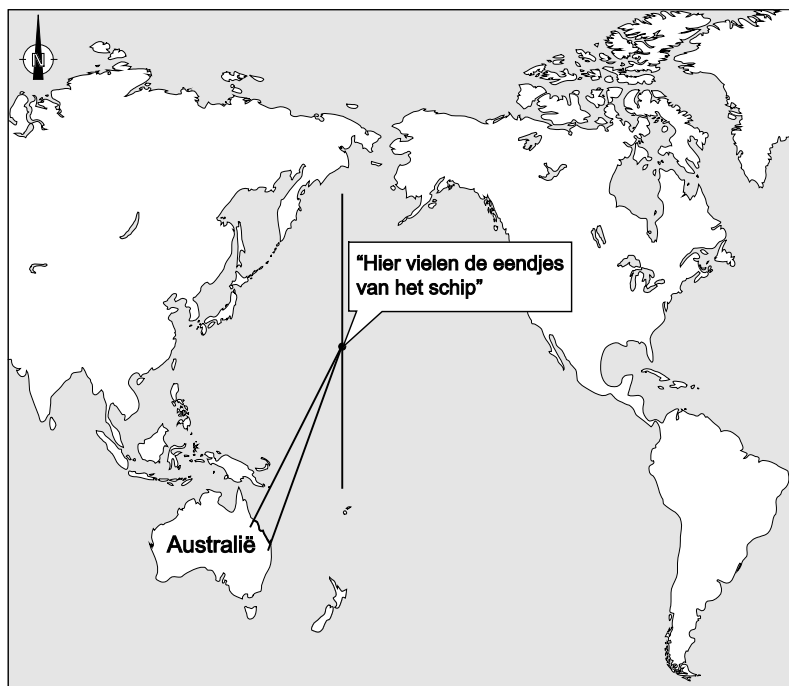 N
“Hier vielen de eendjes
van het schip”
Australië